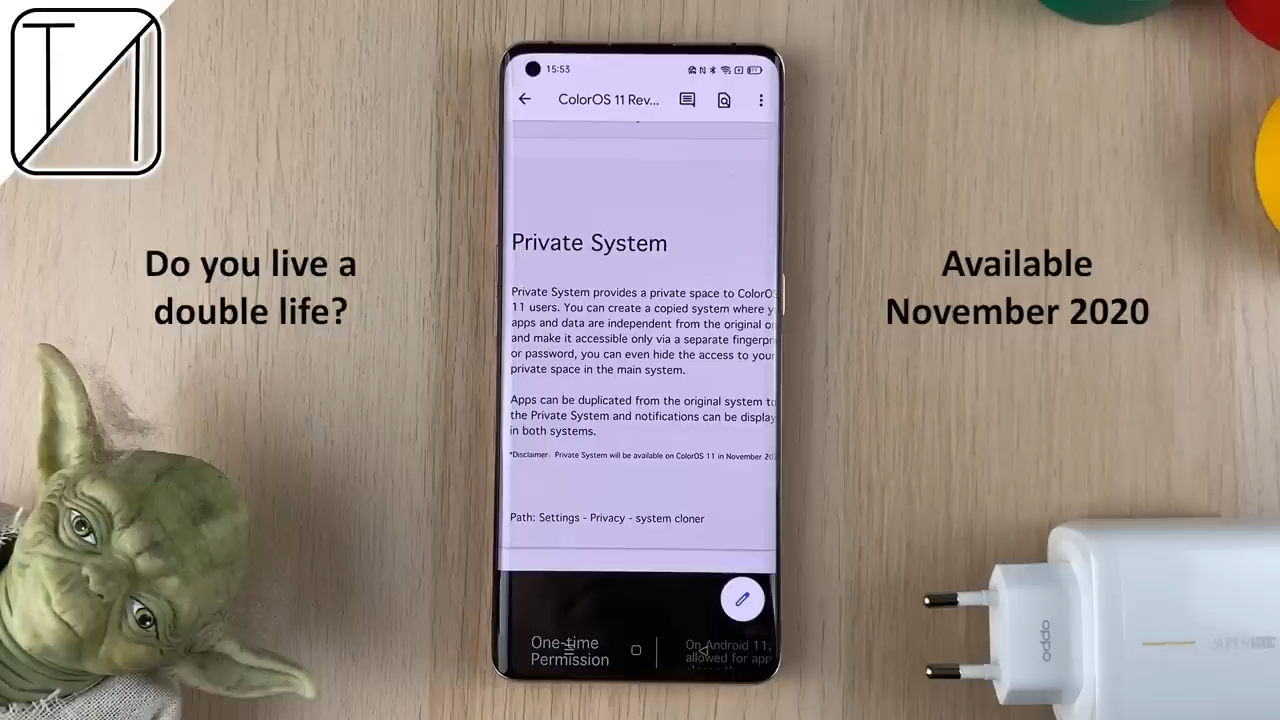 TT
Do you live a
double life?
15:53
ColorOS 11 Rev...
Private System
Private System provides a private space to ColorO
11 users. You can create a copied system where y
apps and data are independent from the original o
and make it accessible only via a separate fingerpr
or password, you can even hide the access to your
private space in the main system.
Apps can be duplicated from the original system to
the Private System and notifications can be display
in both systems.
*Disclaimer: Private System will be available on ColorOS 11 in November 20
Path: Settings - Privacy - system cloner
One-time
Permission
On Android 11,
allowed for app
Available
November 2020
oppo
SUPERVOOC